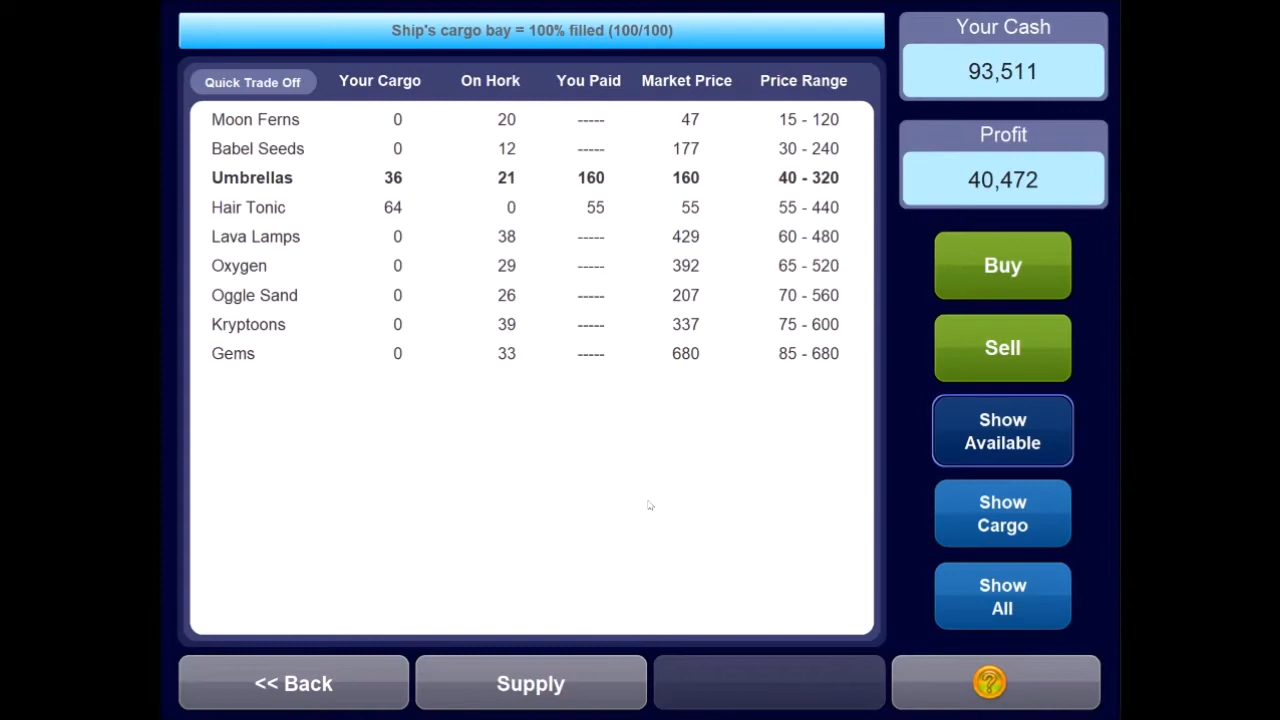 Ship's cargo bay = 100% filled (100/100)
Your Cash
93,511
Quick Trade Off Your Cargo On Hork You Paid Market Price Price Range
Moon Ferns 0 20 ----- 47 15 - 120
Babel Seeds 0 12 ----- 177 30 - 240
Umbrellas 36 21 160 160 40 - 320
Hair Tonic 64 0 55 55 55 - 440
Lava Lamps 0 38 ----- 429 60 - 480
Oxygen 0 29 ----- 392 65 - 520
Oggle Sand 0 26 ----- 207 70 - 560
Kryptoons 0 39 ----- 337 75 - 600
Gems 0 33 ----- 680 85 - 680
Profit
40,472
Buy
Sell
Show
Available
Show
Cargo
Show
All
<< Back Supply ?